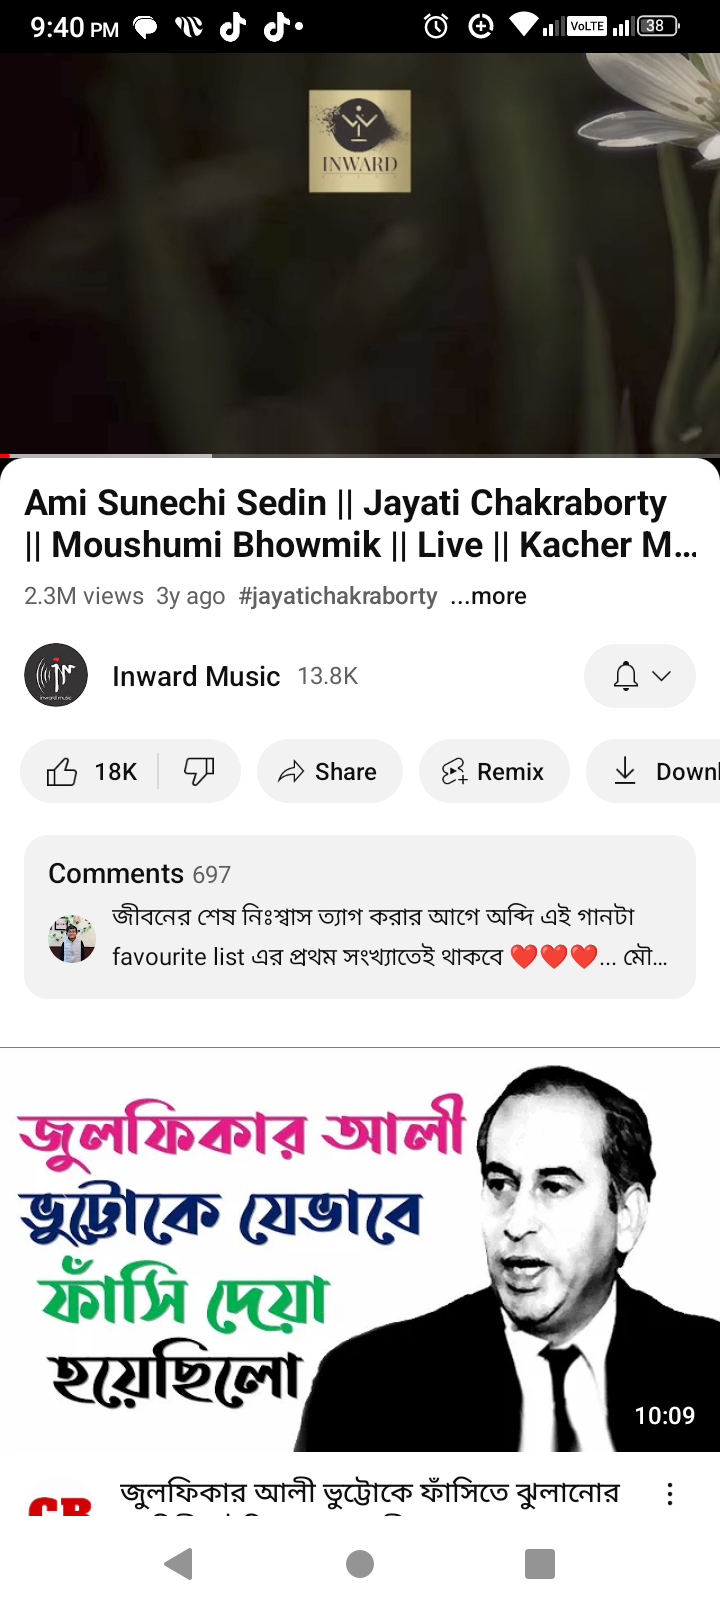 9:40 PM
VoLTE
38
INWARD
Ami Sunechi Sedin || Jayati Chakraborty
|| Moushumi Bhowmik || Live || Kacher M...
2.3M views 3y ago #jayatichakraborty ...more
Inward Music 13.8K
18K
Share
Remix
Downl
Comments 697
জীবনের শেষ নিঃশ্বাস ত্যাগ করার আগে অব্দি এই গানটা
favourite list এর প্রথম সংখ্যাতেই থাকবে ❤️❤️❤️... মৌ...
জুলফিকার আলী
ভুট্টোকে যেভাবে
ফাঁসি দেয়া
হয়েছিলো
10:09
জুলফিকার আলী ভুট্টোকে ফাঁসিতে ঝুলানোর